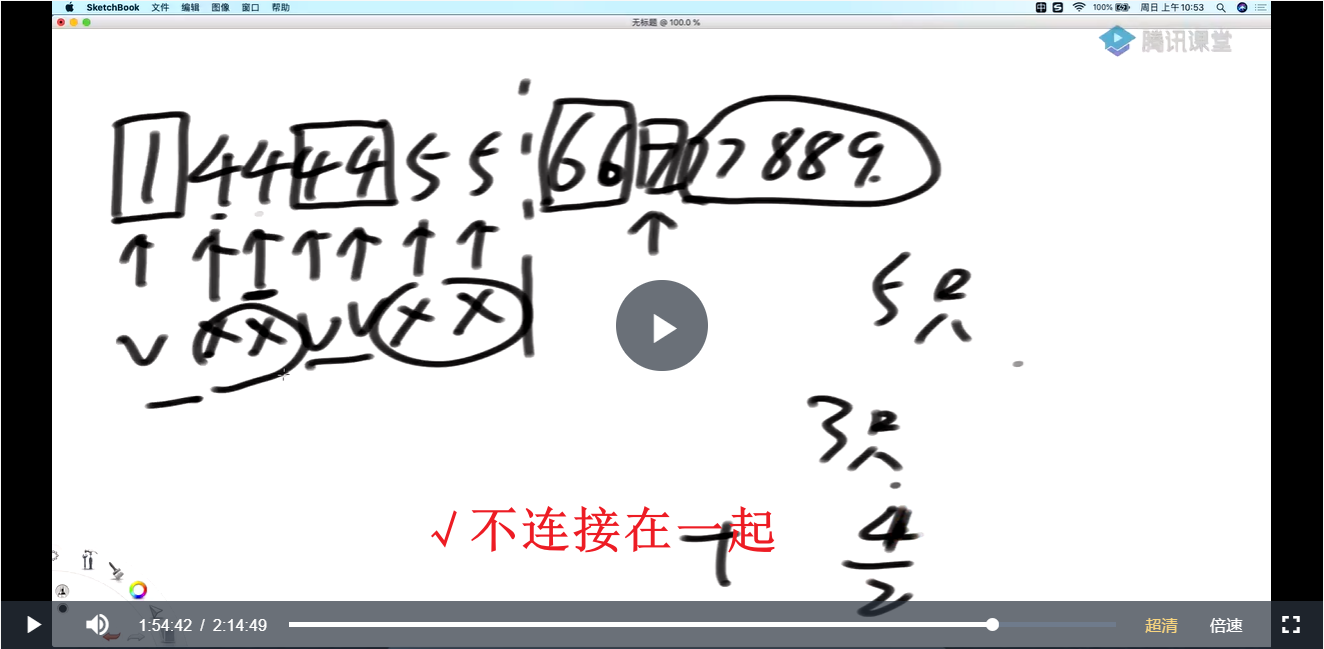 SketchBook 文件 编辑 图像 窗口 帮助 100% 周日 上午10:53
无标题 @ 100.0 %
腾讯课堂
1 4 4 4 4 5 5 6 6 7 7 7 8 8 9
↑ ↑ ↑ ↑ ↑ ↑ ↑ ↑
√ × × √ √ × ×
5只
3只
√不连接在一起
4
2
1:54:42 / 2:14:49 超清 倍速